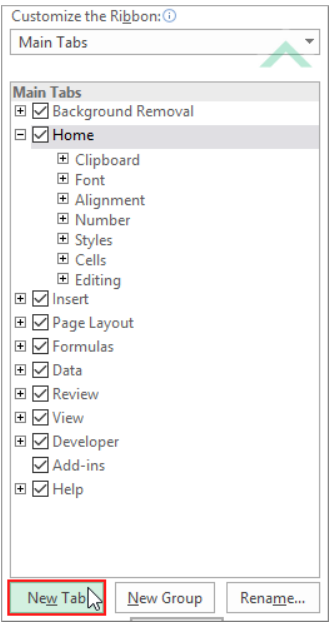 Customize the Ribbon:
Main Tabs
Main Tabs
Background Removal
Home
Clipboard
Font
Alignment
Number
Styles
Cells
Editing
Insert
Page Layout
Formulas
Data
Review
View
Developer
Add-ins
Help
New Tab New Group Rename...